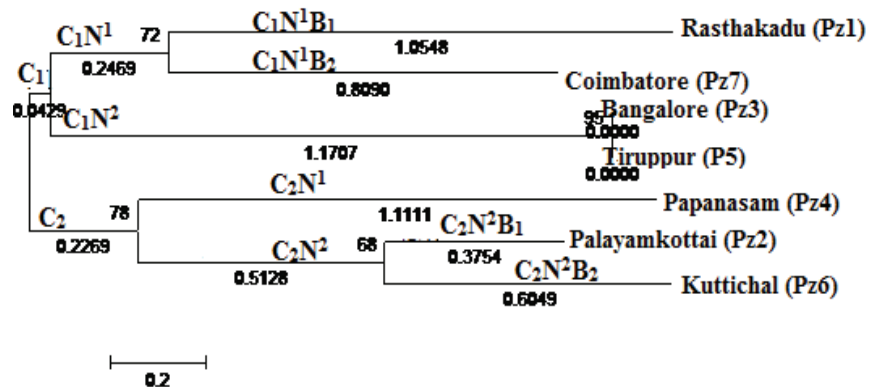 C₁N¹B₁
C₁N¹ 72 Rasthakadu (Pz1)
1.0548
0.2469 C₁N¹B₂
C₁ Coimbatore (Pz7)
0.8090
0.0429 C₁N² 95 Bangalore (Pz3)
0.0000
1.1707 Tiruppur (P5)
0.0000
C₂N¹
C₂ 78 Papanasam (Pz4)
1.1111
C₂N²B₁
0.2269 C₂N² 68 Palayamkottai (Pz2)
0.3754
0.5128 C₂N²B₂
Kuttichal (Pz6)
0.6049
0.2